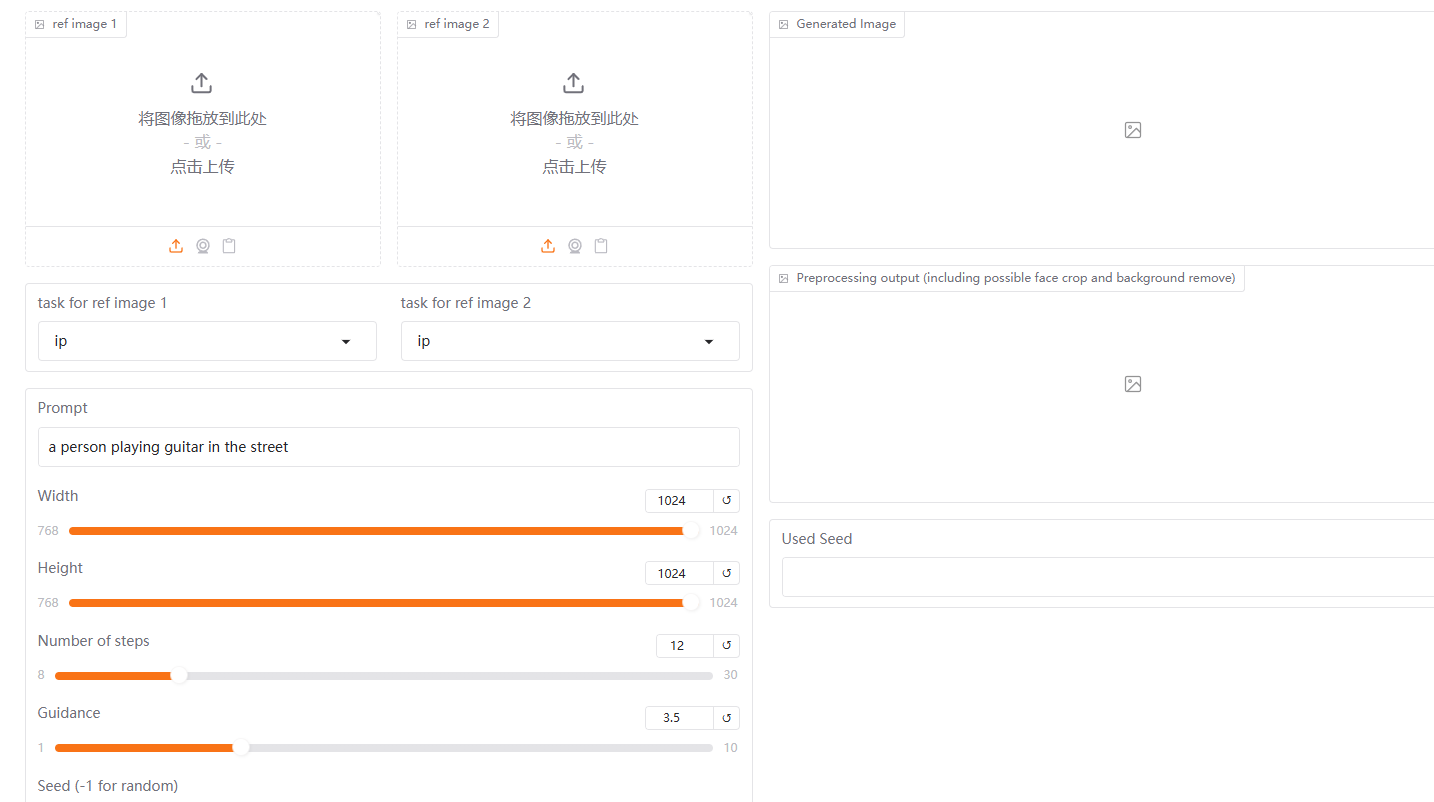 ref image 1
将图像拖放到此处
- 或 -
点击上传
ref image 2
将图像拖放到此处
- 或 -
点击上传
task for ref image 1
ip
task for ref image 2
ip
Prompt
a person playing guitar in the street
Width
1024 ↺
768 1024
Height
1024 ↺
768 1024
Number of steps
12 ↺
8 30
Guidance
3.5 ↺
1 10
Seed (-1 for random)
Generated Image
Preprocessing output (including possible face crop and background remove)
Used Seed